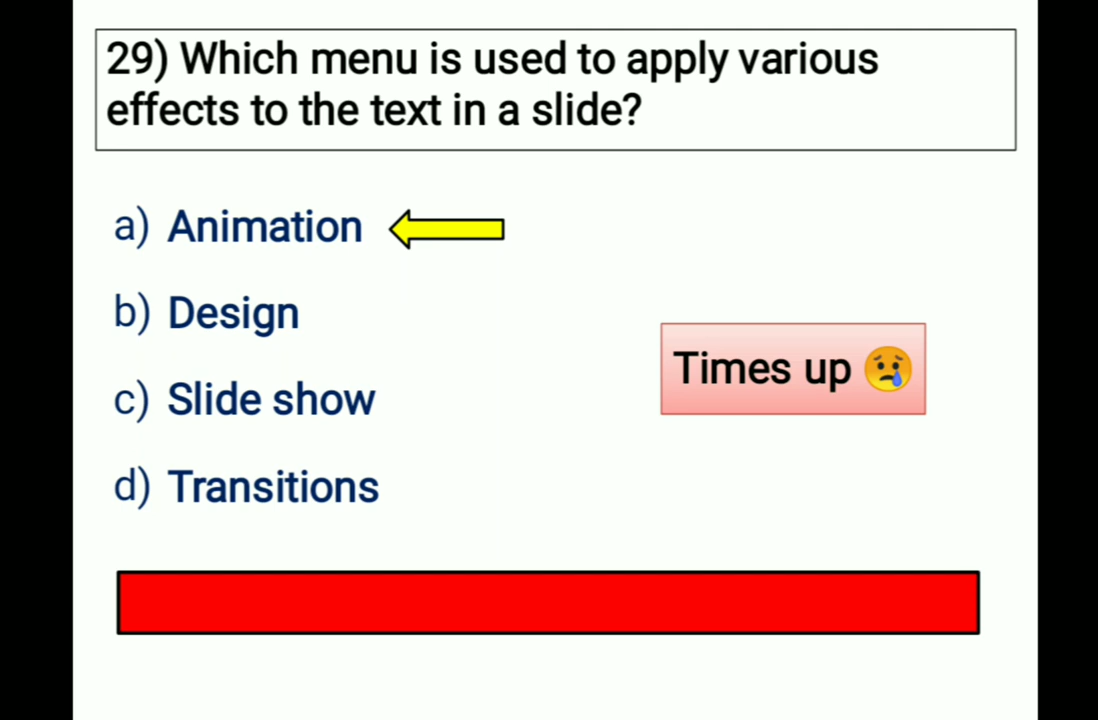 29) Which menu is used to apply various
effects to the text in a slide?
a) Animation
b) Design
Times up 😢
c) Slide show
d) Transitions